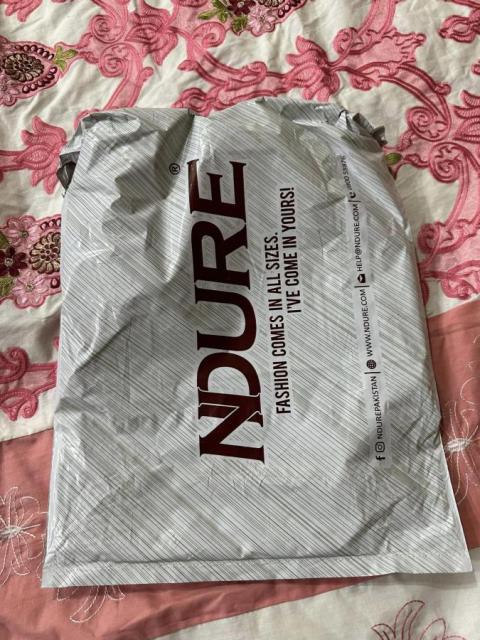 NDURE®
FASHION COMES IN ALL SIZES.
I'VE COME IN YOURS!
NDUREPAKISTAN | WWW.NDURE.COM | HELP@NDURE.COM |